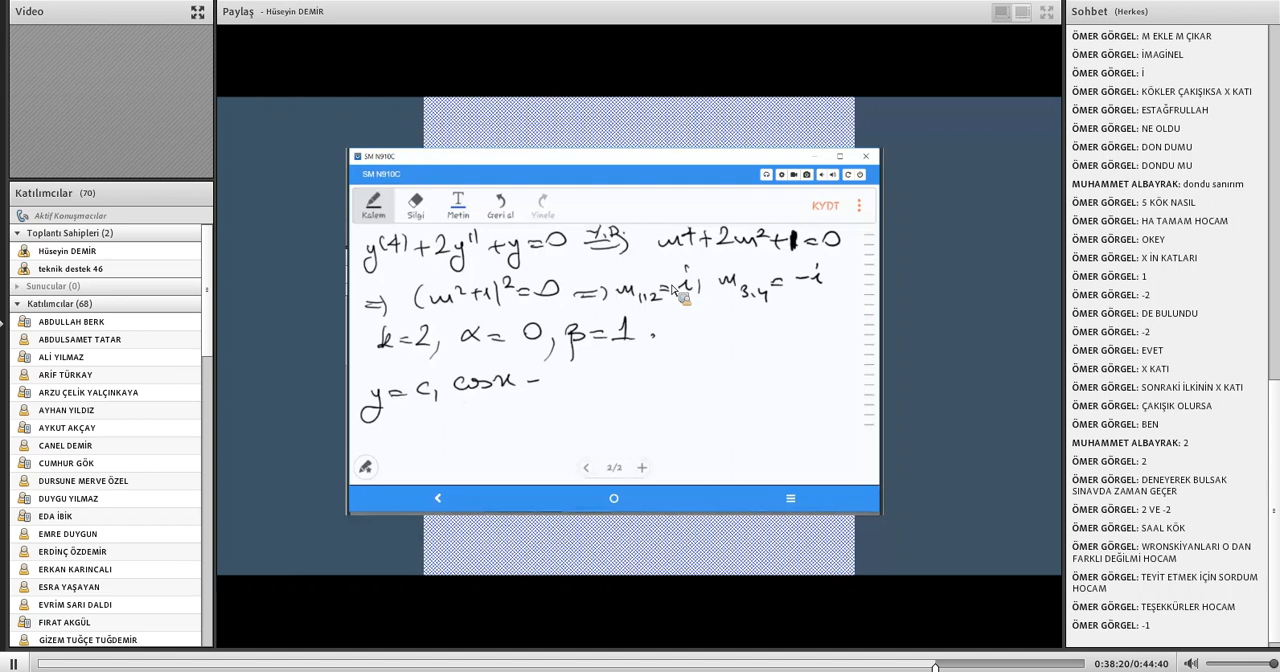 Video
Paylaş - Hüseyin DEMİR
Sohbet (Herkes)
Katılımcılar (70)
Aktif Konuşmacılar
Toplantı Sahipleri (2)
Hüseyin DEMİR
teknik destek 46
Sunucular (0)
Katılımcılar (68)
ABDULLAH BERK
ABDULSAMET TATAR
ALİ YILMAZ
ARİF TÜRKAY
ARZU ÇELİK YALÇINKAYA
AYHAN YILDIZ
AYKUT AKÇAY
CANEL DEMİR
CUMHUR GÖK
DURSUNE MERVE ÖZEL
DUYGU YILMAZ
EDA İBİK
EMRE DUYGUN
ERDİNÇ ÖZDEMİR
ERKAN KARINCALI
ESRA YAŞAYAN
EVRİM SARI DALDI
FIRAT AKGÜL
GİZEM TUĞÇE TUĞDEMİR
SM N910C
SM N910C
Kalem Silgi Metin Geri al Yinele KYDT
y(4) + 2y'' + y = 0 Y.D. => m⁴ + 2m² + 1 = 0
=> (m²+1)² = 0 => m1,2 = i, m3,4 = -i
k=2, α = 0, β = 1.
y = c₁ cosx -
2/2
ÖMER GÖRGEL: M EKLE M ÇIKAR
ÖMER GÖRGEL: İMAGİNEL
ÖMER GÖRGEL: İ
ÖMER GÖRGEL: KÖKLER ÇAKIŞIKSA X KATI
ÖMER GÖRGEL: ESTAĞFRULLAH
ÖMER GÖRGEL: NE OLDU
ÖMER GÖRGEL: DON DUMU
ÖMER GÖRGEL: DONDU MU
MUHAMMET ALBAYRAK: dondu sanırım
ÖMER GÖRGEL: 5 KÖK NASIL
ÖMER GÖRGEL: HA TAMAM HOCAM
ÖMER GÖRGEL: OKEY
ÖMER GÖRGEL: X İN KATLARI
ÖMER GÖRGEL: 1
ÖMER GÖRGEL: -2
ÖMER GÖRGEL: DE BULUNDU
ÖMER GÖRGEL: -2
ÖMER GÖRGEL: EVET
ÖMER GÖRGEL: X KATI
ÖMER GÖRGEL: SONRAKİ İLKİNİN X KATI
ÖMER GÖRGEL: ÇAKIŞIK OLURSA
ÖMER GÖRGEL: BEN
MUHAMMET ALBAYRAK: 2
ÖMER GÖRGEL: 2
ÖMER GÖRGEL: DENEYEREK BULSAK
SINAVDA ZAMAN GEÇER
ÖMER GÖRGEL: 2 VE -2
ÖMER GÖRGEL: SAAL KÖK
ÖMER GÖRGEL: WRONSKİYANLARI O DAN
FARKLI DEĞİLMİ HOCAM
ÖMER GÖRGEL: TEYİT ETMEK İÇİN SORDUM
HOCAM
ÖMER GÖRGEL: TEŞEKKÜRLER HOCAM
ÖMER GÖRGEL: -1
0:38:20/0:44:40